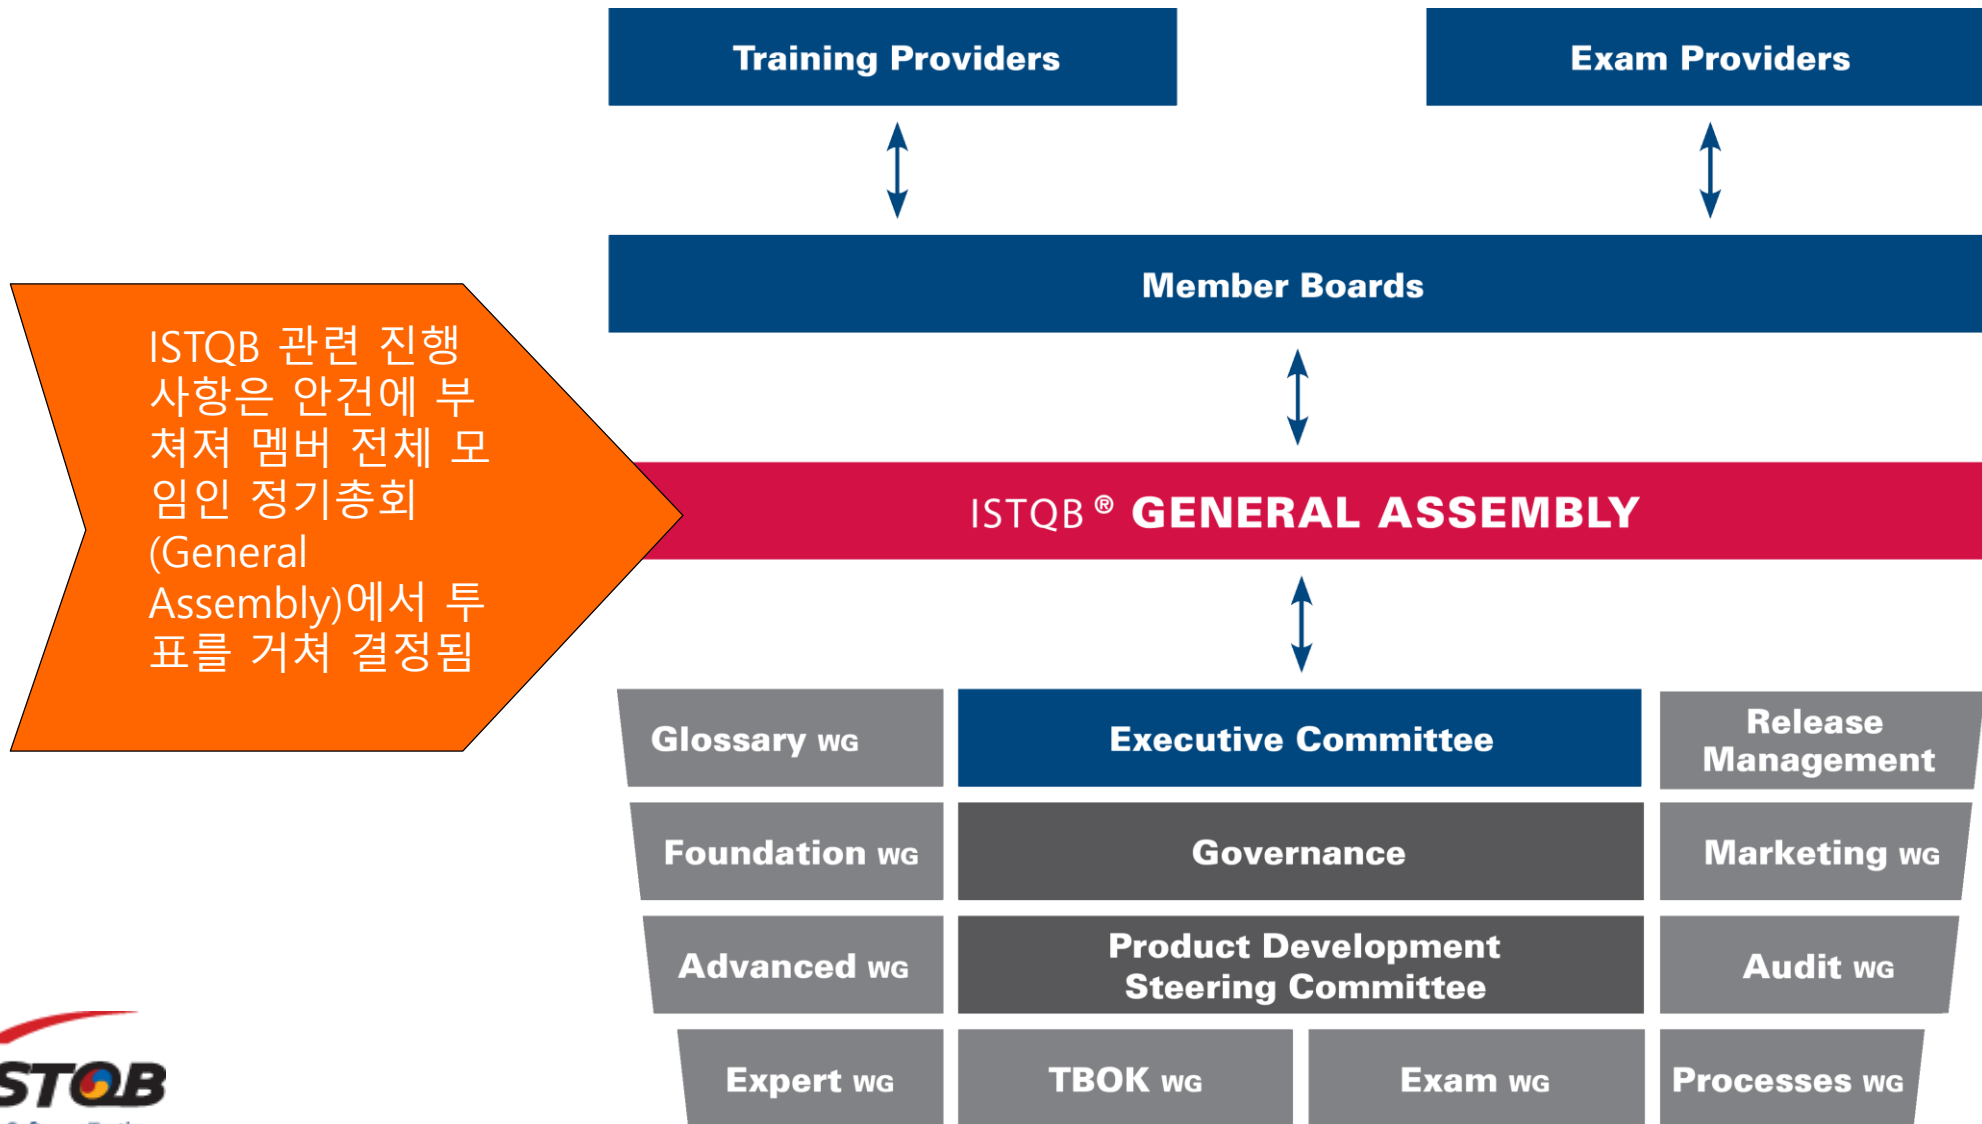 Training Providers
Exam Providers
Member Boards
ISTQB 관련 진행
사항은 안건에 부
쳐져 멤버 전체 모
임인 정기총회
(General
Assembly)에서 투
표를 거쳐 결정됨
ISTQB® GENERAL ASSEMBLY
Glossary WG
Executive Committee
Release
Management
Foundation WG
Governance
Marketing WG
Advanced WG
Product Development
Steering Committee
Audit WG
Expert WG
TBOK WG
Exam WG
Processes WG
STQB